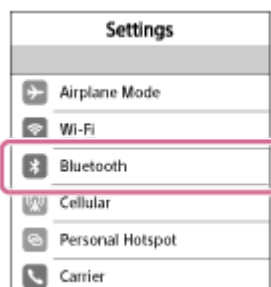 Settings
Airplane Mode
Wi-Fi
Bluetooth
Cellular
Personal Hotspot
Carrier